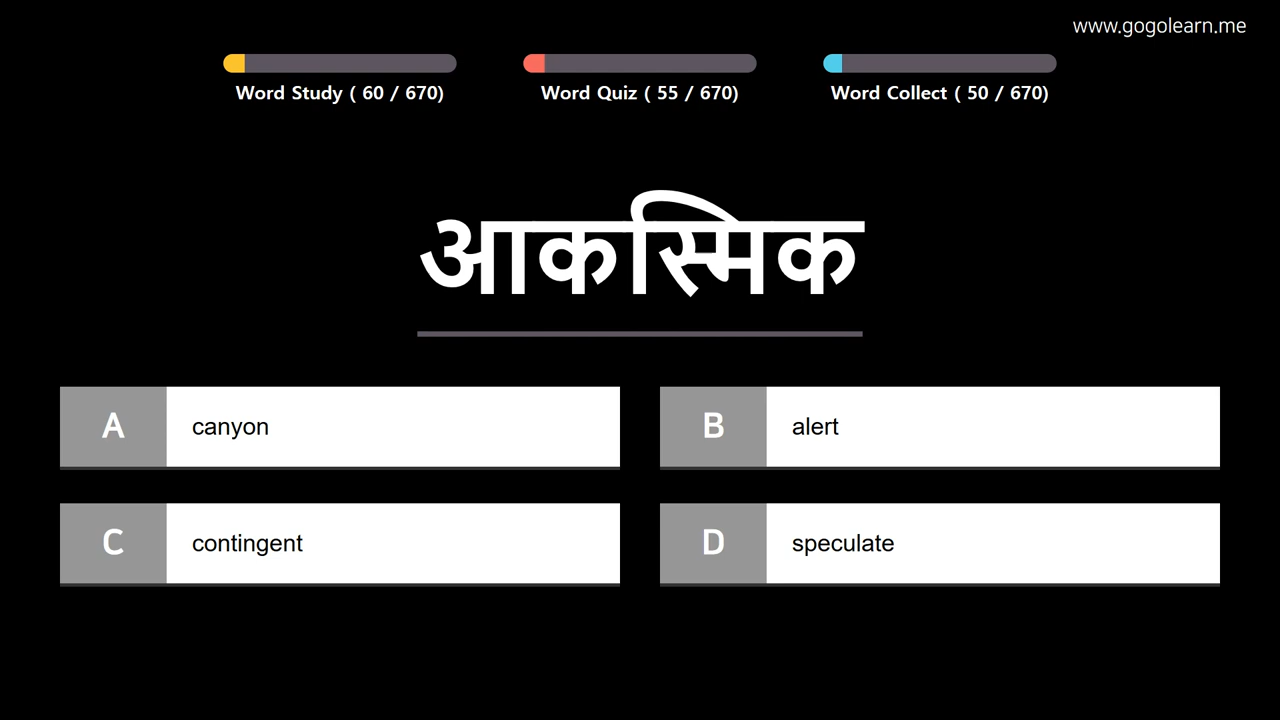 www.gogolearn.me
Word Study ( 60 / 670)
Word Quiz ( 55 / 670)
Word Collect ( 50 / 670)
आकस्मिक
A canyon
B alert
C contingent
D speculate